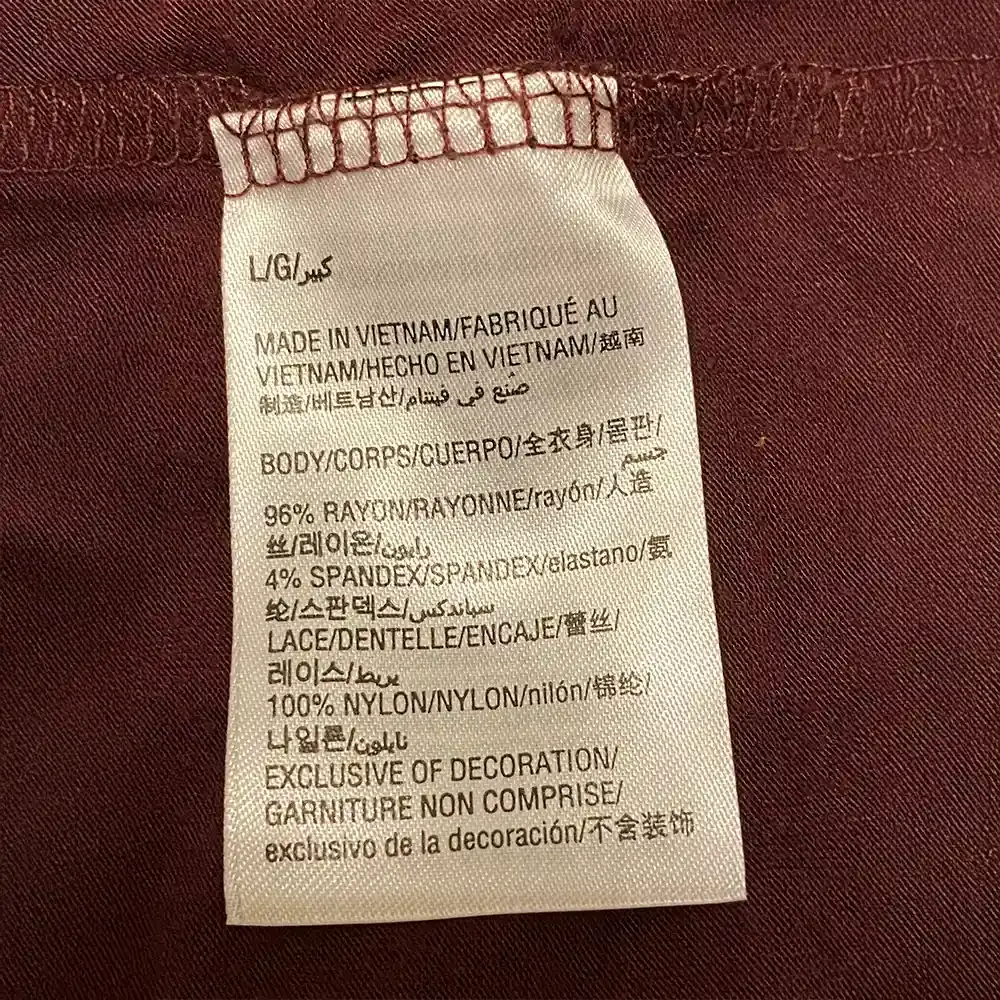 L/G/كبير
MADE IN VIETNAM/FABRIQUÉ AU
VIETNAM/HECHO EN VIETNAM/越南
制造/베트남산/صُنع في فيتنام
BODY/CORPS/CUERPO/全衣身/몸판/
جسم
96% RAYON/RAYONNE/rayón/人造
丝/레이온/رايون
4% SPANDEX/SPANDEX/elastano/氨
纶/스판덱스/سباندكس
LACE/DENTELLE/ENCAJE/蕾丝/
레이스/يربط
100% NYLON/NYLON/nilón/锦纶/
나일론/نايلون
EXCLUSIVE OF DECORATION/
GARNITURE NON COMPRISE/
exclusivo de la decoración/不含装饰